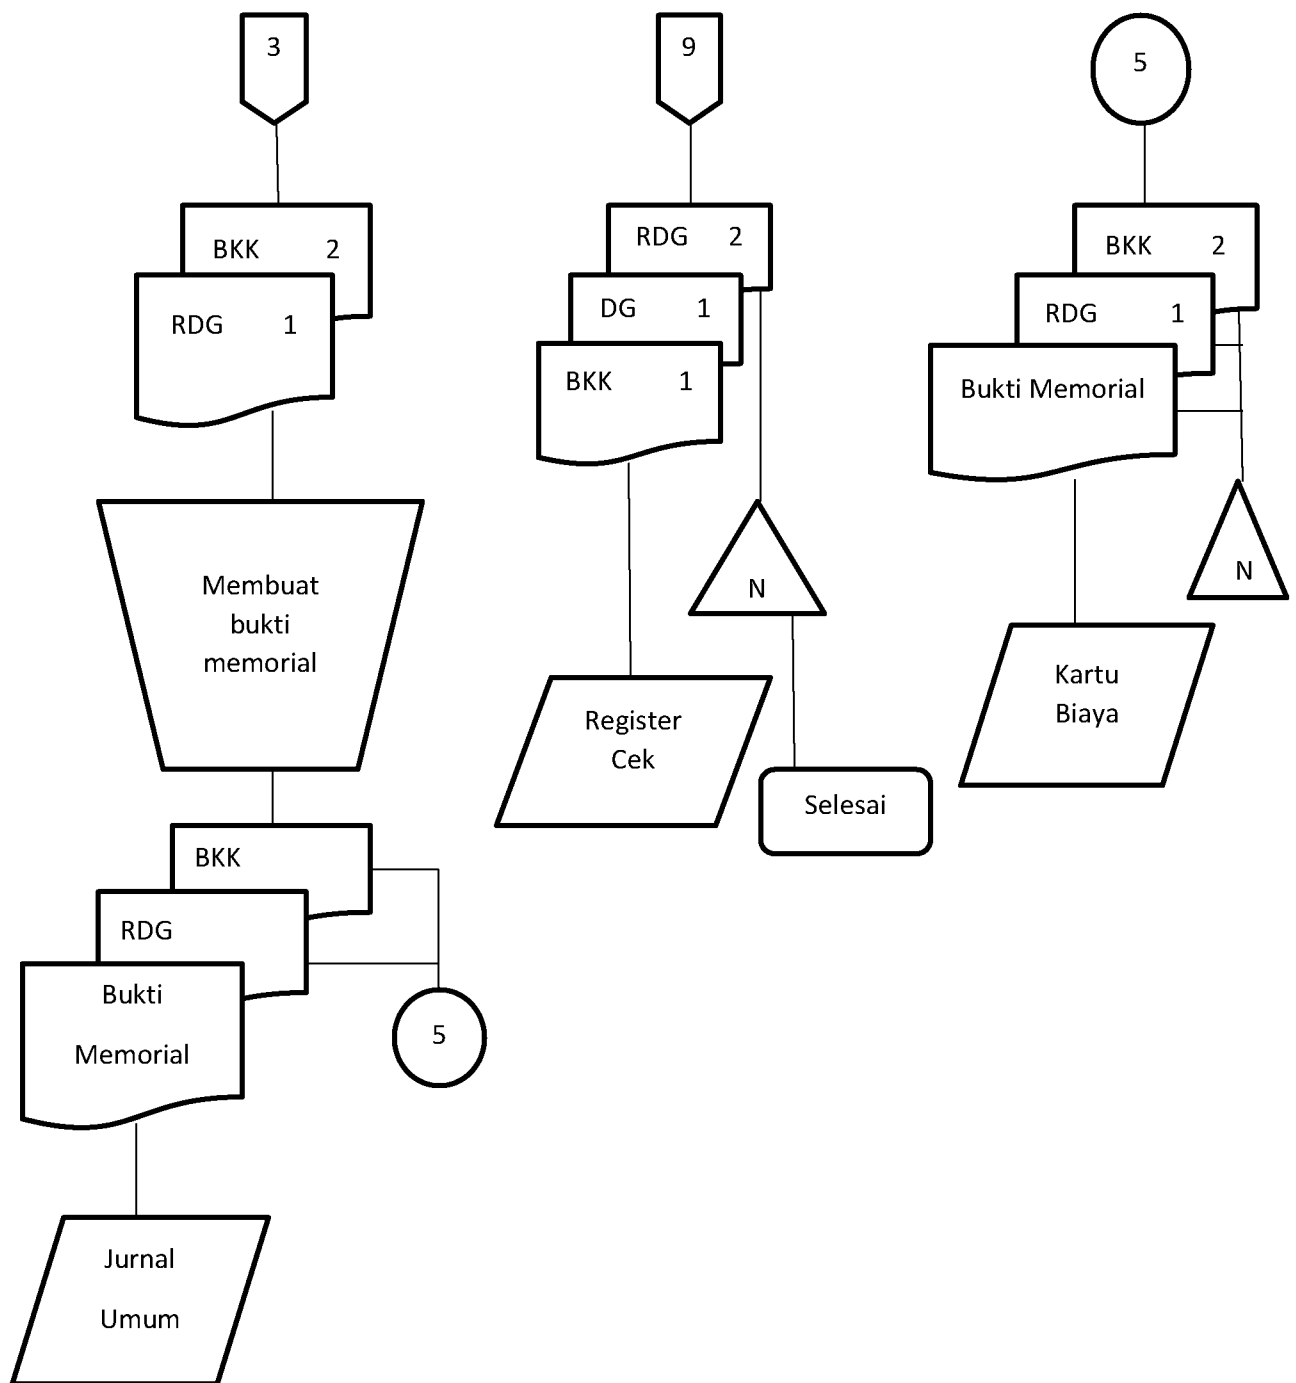 3
BKK 2
RDG 1
Membuat
bukti
memorial
BKK
RDG
Bukti
Memorial
5
Jurnal
Umum
9
RDG 2
DG 1
BKK 1
N
Register
Cek
Selesai
5
BKK 2
RDG 1
Bukti Memorial
N
Kartu
Biaya